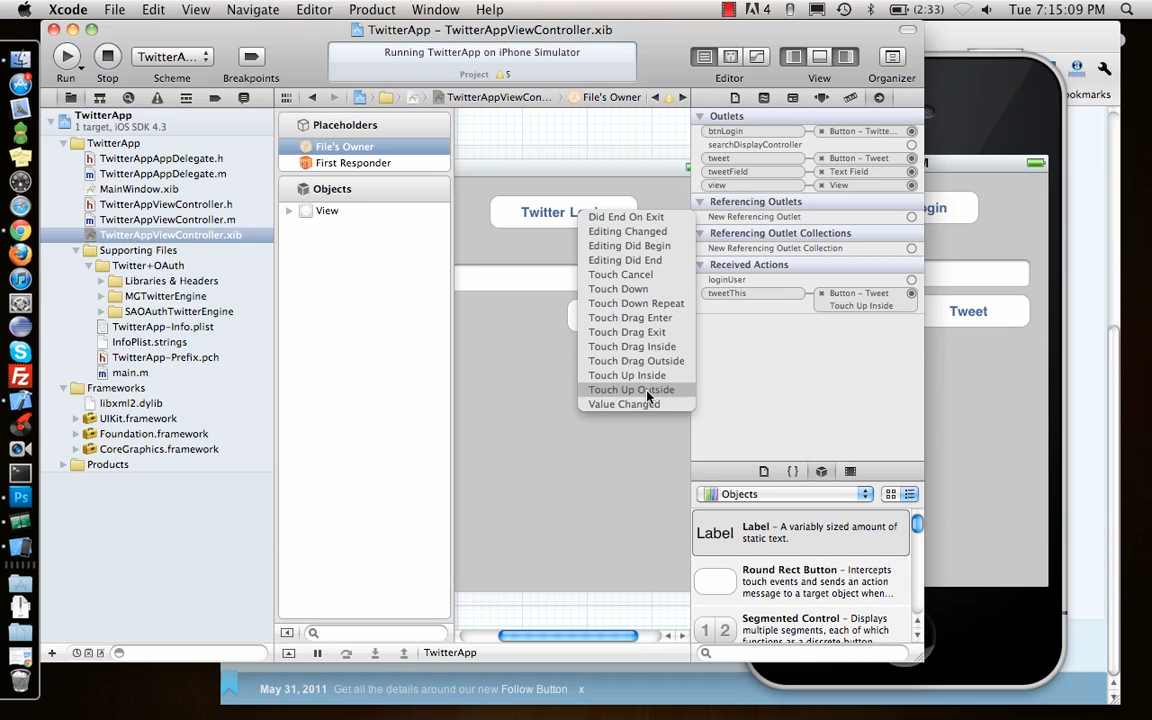 Xcode File Edit View Navigate Editor Product Window Help
4 (2:33) Tue 7:15:09 PM
TwitterApp – TwitterAppViewController.xib
TwitterA...
Running TwitterApp on iPhone Simulator
Project 5
Run Stop Scheme Breakpoints Editor View Organizer
okmarks
TwitterAppViewCon... File's Owner
TwitterApp
1 target, iOS SDK 4.3
TwitterApp
TwitterAppAppDelegate.h
TwitterAppAppDelegate.m
MainWindow.xib
TwitterAppViewController.h
TwitterAppViewController.m
TwitterAppViewController.xib
Supporting Files
Twitter+OAuth
Libraries & Headers
MGTwitterEngine
SAOAuthTwitterEngine
TwitterApp-Info.plist
InfoPlist.strings
TwitterApp-Prefix.pch
main.m
Frameworks
libxml2.dylib
UIKit.framework
Foundation.framework
CoreGraphics.framework
Products
Placeholders
File's Owner
First Responder
Objects
View
Twitter Lo
Did End On Exit
Editing Changed
Editing Did Begin
Editing Did End
Touch Cancel
Touch Down
Touch Down Repeat
Touch Drag Enter
Touch Drag Exit
Touch Drag Inside
Touch Drag Outside
Touch Up Inside
Touch Up Outside
Value Changed
Outlets
btnLogin Button - Twitte...
searchDisplayController
tweet Button - Tweet
tweetField Text Field
view View
Referencing Outlets
New Referencing Outlet
Referencing Outlet Collections
New Referencing Outlet Collection
Received Actions
loginUser
tweetThis Button - Tweet
Touch Up Inside
M
ogin
Tweet
Objects
Label
Label – A variably sized amount of
static text.
Round Rect Button – Intercepts
touch events and sends an action
message to a target object when...
1 2
Segmented Control – Displays
multiple segments, each of which
functions as a discrete button
TwitterApp
May 31, 2011 Get all the details around our new Follow Button x